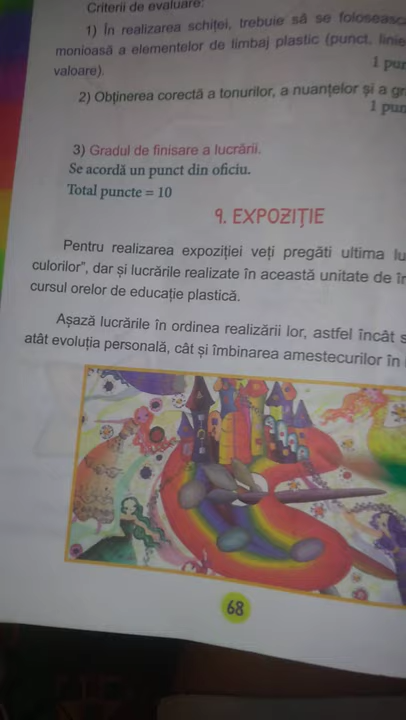 Criterii de evaluare:
1) În realizarea schiței, trebuie să se
monioasă a elementelor de limbaj plastic (punct, linie
valoare).
1
2) Obținerea corectă a tonurilor, a nuanțelor și a
1
3) Gradul de finisare a lucrării.
Se acordă un punct din oficiu.
Total puncte = 10
9. EXPOZIȚIE
Pentru realizarea expoziției veți pregăti ultima
culorilor”, dar și lucrările realizate în această unitate de
cursul orelor de educație plastică.
Așază lucrările în ordinea realizării lor, astfel încât
atât evoluția personală, cât și îmbinarea amestecurilor în
68